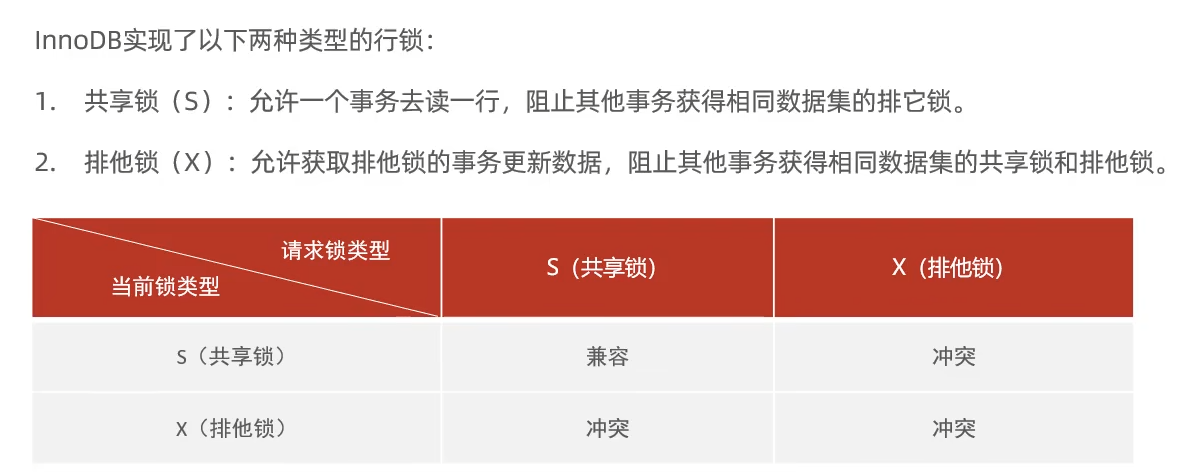 InnoDB实现了以下两种类型的行锁：
1. 共享锁（S）：允许一个事务去读一行，阻止其他事务获得相同数据集的排它锁。
2. 排他锁（X）：允许获取排他锁的事务更新数据，阻止其他事务获得相同数据集的共享锁和排他锁。
请求锁类型
当前锁类型
S（共享锁） X（排他锁）
S（共享锁） 兼容 冲突
X（排他锁） 冲突 冲突